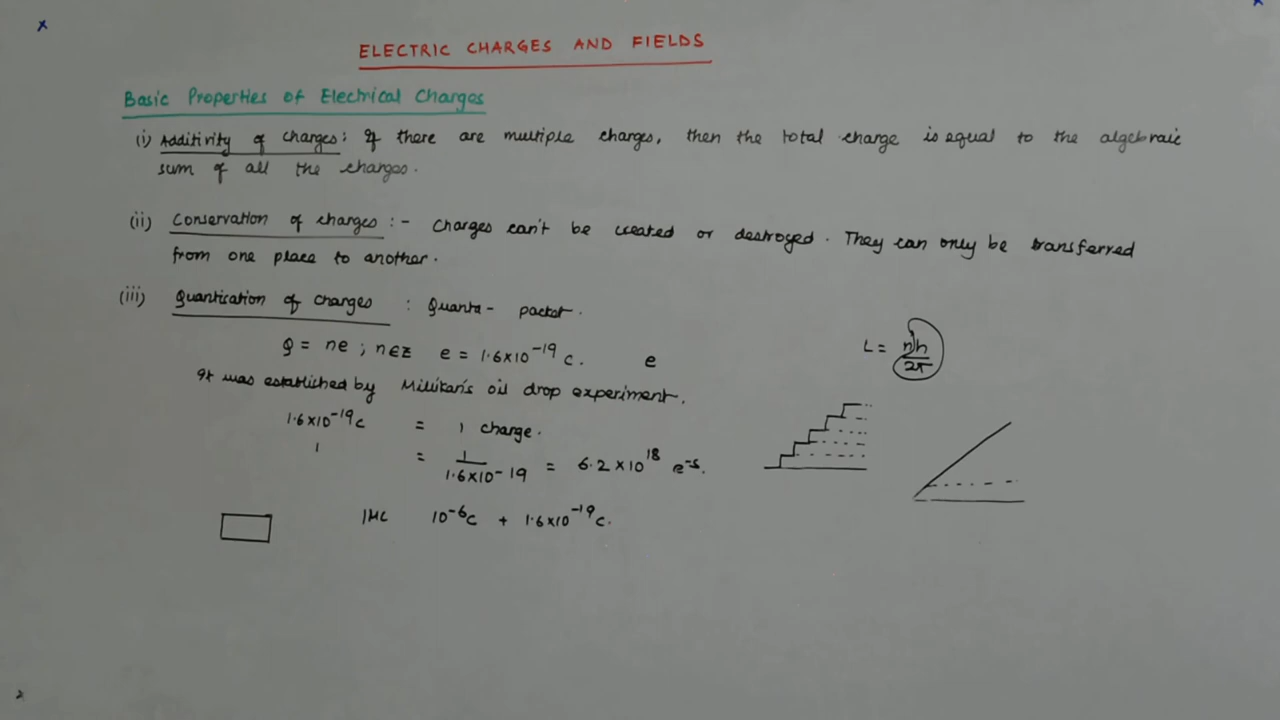 ELECTRIC CHARGES AND FIELDS
Basic Properties of Electrical Charges
(i) Additivity of charges: If there are multiple charges, then the total charge is equal to the algebraic
sum of all the charges.
(ii) Conservation of charges :- Charges can't be created or destroyed. They can only be transferred
from one place to another.
(iii) Quantisation of charges : Quanta - packet.
Q = ne ; n∈Z e = 1.6×10⁻¹⁹ C. e
L = nh/2π
It was established by Millikan's oil drop experiment.
1.6×10⁻¹⁹ C = 1 charge.
1 = 1/1.6×10-19 = 6.2×10¹⁸ e⁻s.
1μC 10⁻⁶C + 1.6×10⁻¹⁹ C.